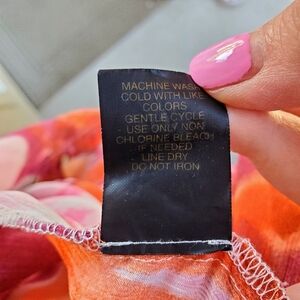 MACHINE WASH
COLD WITH LIKE
COLORS
GENTLE CYCLE
- USE ONLY NON
CHLORINE BLEACH
IF NEEDED
LINE DRY
DO NOT IRON